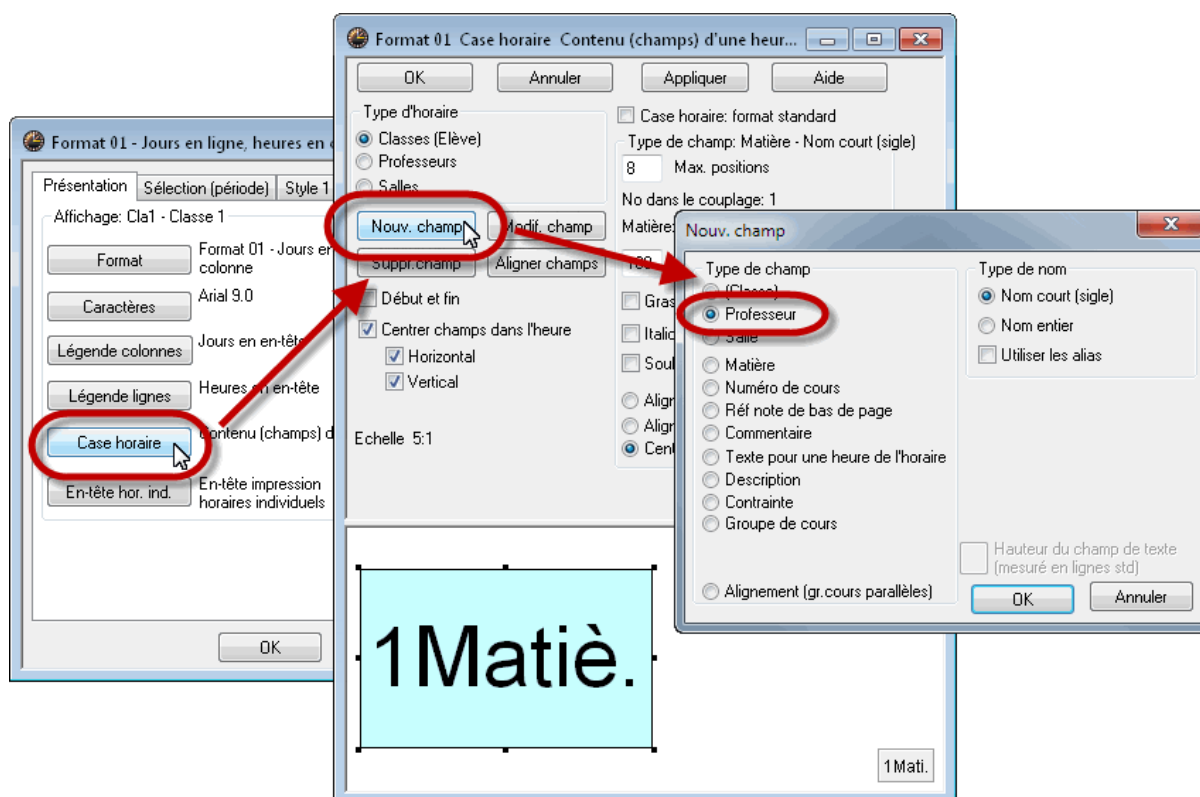 Format 01 - Jours en ligne, heures en
Présentation
Sélection (période)
Style 1
Affichage: Cla1 - Classe 1
Format
Format 01 - Jours en
colonne
Caractères
Arial 9.0
Légende colonnes
Jours en en-tête
Légende lignes
Heures en en-tête
Case horaire
Contenu (champs) d
En-tête hor. ind.
En-tête impression
horaires individuels
OK
Format 01 Case horaire Contenu (champs) d'une heur...
OK
Annuler
Appliquer
Aide
Type d'horaire
Classes (Elève)
Professeurs
Salles
Nouv. champ
Modif. champ
Suppr.champ
Aligner champs
Début et fin
Centrer champs dans l'heure
Horizontal
Vertical
Echelle 5:1
Case horaire: format standard
Type de champ: Matière - Nom court (sigle)
8 Max. positions
No dans le couplage: 1
Matière:
100
Gras
Italic
Soul
Align
Align
Cent
1Matiè.
1Mati.
Nouv. champ
Type de champ
(Classe)
Professeur
Salle
Matière
Numéro de cours
Réf note de bas de page
Commentaire
Texte pour une heure de l'horaire
Description
Contrainte
Groupe de cours
Alignement (gr.cours parallèles)
Type de nom
Nom court (sigle)
Nom entier
Utiliser les alias
Hauteur du champ de texte
(mesuré en lignes std)
OK
Annuler